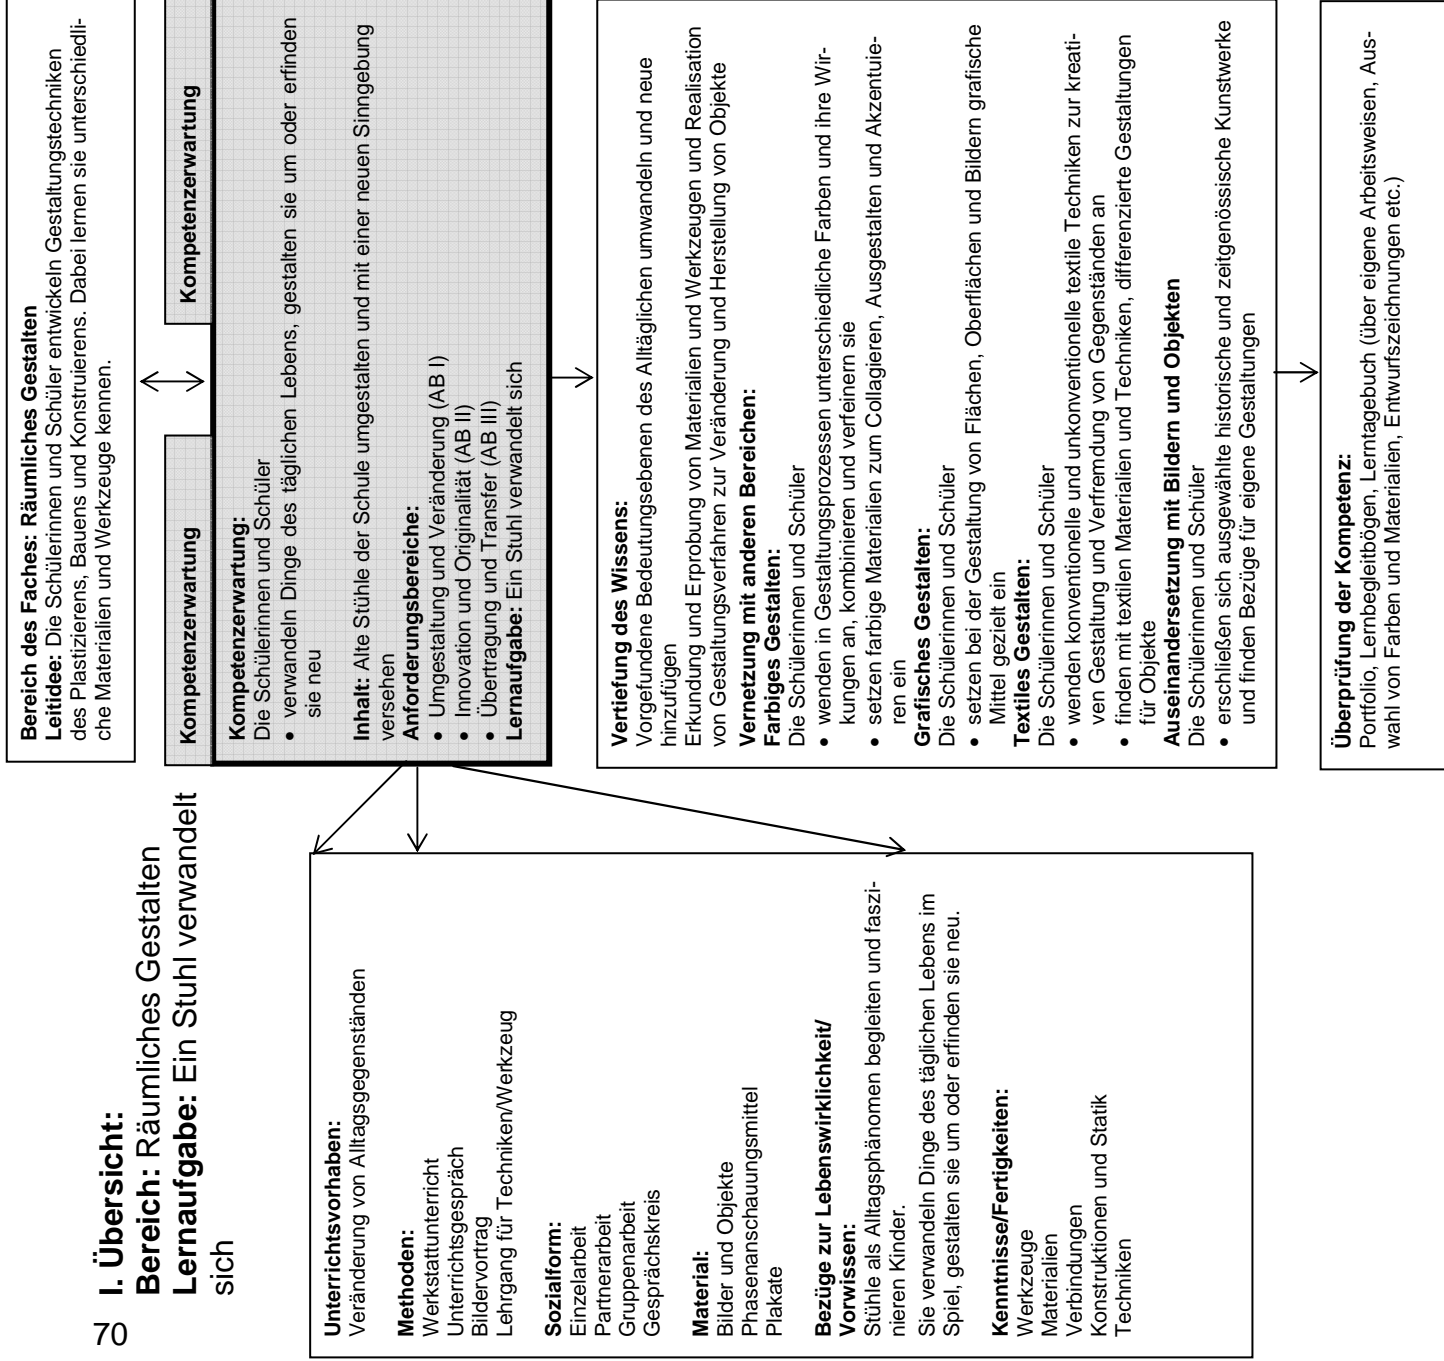 70
I. Übersicht:
Bereich: Räumliches Gestalten
Lernaufgabe: Ein Stuhl verwandelt
sich
Bereich des Faches: Räumliches Gestalten
Leitidee: Die Schülerinnen und Schüler entwickeln Gestaltungstechniken
des Plastizierens, Bauens und Konstruierens. Dabei lernen sie unterschiedli-
che Materialien und Werkzeuge kennen.
Kompetenzerwartung
Kompetenzerwartung
Kompetenzerwartung:
Die Schülerinnen und Schüler
• verwandeln Dinge des täglichen Lebens, gestalten sie um oder erfinden
sie neu
Inhalt: Alte Stühle der Schule umgestalten und mit einer neuen Sinngebung
versehen
Anforderungsbereiche:
• Umgestaltung und Veränderung (AB I)
• Innovation und Originalität (AB II)
• Übertragung und Transfer (AB III)
Lernaufgabe: Ein Stuhl verwandelt sich
Unterrichtsvorhaben:
Veränderung von Alltagsgegenständen
Methoden:
Werkstattunterricht
Unterrichtsgespräch
Bildervortrag
Lehrgang für Techniken/Werkzeug
Sozialform:
Einzelarbeit
Partnerarbeit
Gruppenarbeit
Gesprächskreis
Material:
Bilder und Objekte
Phasenanschauungsmittel
Plakate
Bezüge zur Lebenswirklichkeit/
Vorwissen:
Stühle als Alltagsphänomen begleiten und faszi-
nieren Kinder.
Sie verwandeln Dinge des täglichen Lebens im
Spiel, gestalten sie um oder erfinden sie neu.
Kenntnisse/Fertigkeiten:
Werkzeuge
Materialien
Verbindungen
Konstruktionen und Statik
Techniken
Vertiefung des Wissens:
Vorgefundene Bedeutungsebenen des Alltäglichen umwandeln und neue
hinzufügen
Erkundung und Erprobung von Materialien und Werkzeugen und Realisation
von Gestaltungsverfahren zur Veränderung und Herstellung von Objekte
Vernetzung mit anderen Bereichen:
Farbiges Gestalten:
Die Schülerinnen und Schüler
• wenden in Gestaltungsprozessen unterschiedliche Farben und ihre Wir-
kungen an, kombinieren und verfeinern sie
• setzen farbige Materialien zum Collagieren, Ausgestalten und Akzentuie-
ren ein
Grafisches Gestalten:
Die Schülerinnen und Schüler
• setzen bei der Gestaltung von Flächen, Oberflächen und Bildern grafische
Mittel gezielt ein
Textiles Gestalten:
Die Schülerinnen und Schüler
• wenden konventionelle und unkonventionelle textile Techniken zur kreati-
ven Gestaltung und Verfremdung von Gegenständen an
• finden mit textilen Materialien und Techniken, differenzierte Gestaltungen
für Objekte
Auseinandersetzung mit Bildern und Objekten
Die Schülerinnen und Schüler
• erschließen sich ausgewählte historische und zeitgenössische Kunstwerke
und finden Bezüge für eigene Gestaltungen
Überprüfung der Kompetenz:
Portfolio, Lernbegleitbögen, Lerntagebuch (über eigene Arbeitsweisen, Aus-
wahl von Farben und Materialien, Entwurfszeichnungen etc.)